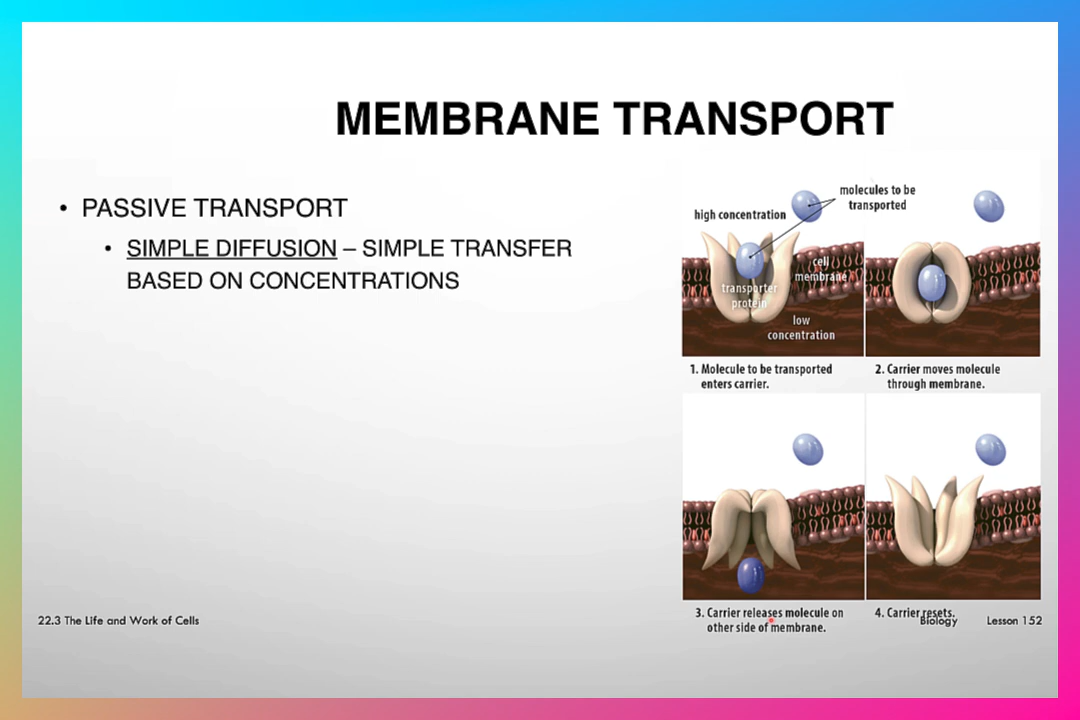 MEMBRANE TRANSPORT
• PASSIVE TRANSPORT
• SIMPLE DIFFUSION – SIMPLE TRANSFER
BASED ON CONCENTRATIONS
molecules to be
transported
high concentration
cell
membrane
transporter
protein
low
concentration
1. Molecule to be transported
enters carrier.
2. Carrier moves molecule
through membrane.
3. Carrier releases molecule on
other side of membrane.
4. Carrier resets.
22.3 The Life and Work of Cells
Biology
Lesson 152